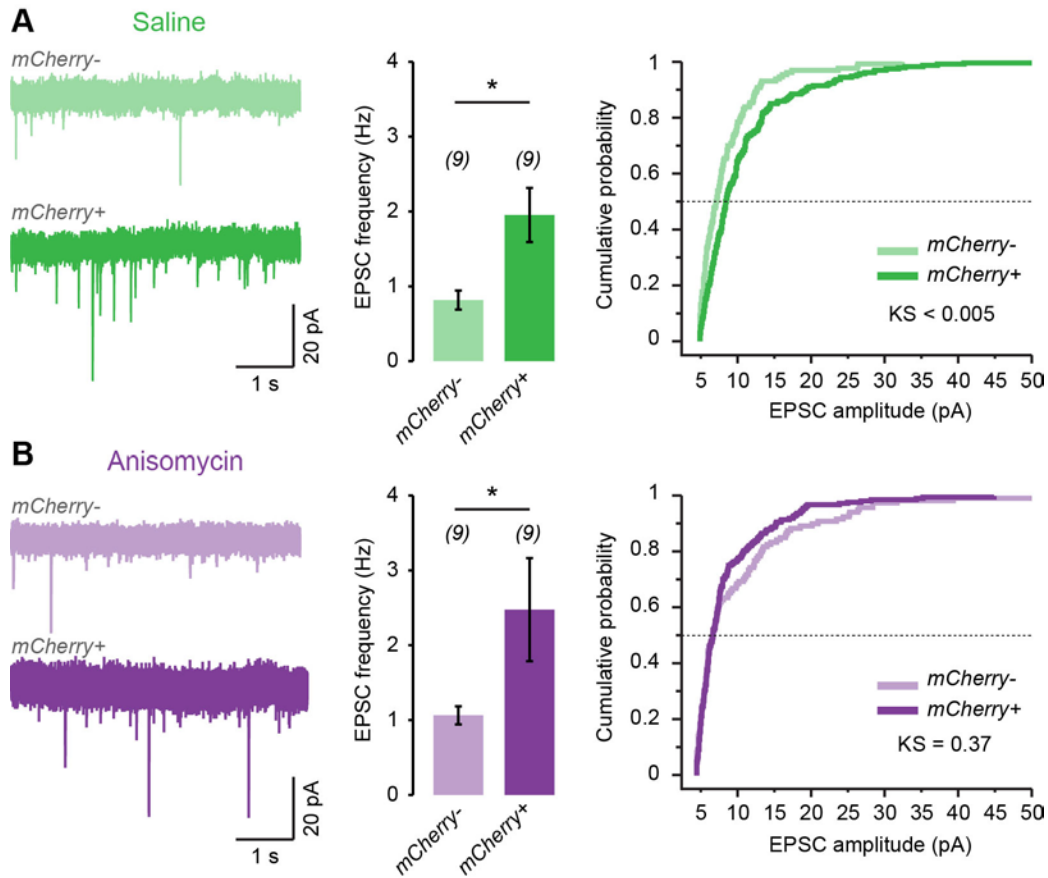 A
Saline
mCherry-
mCherry+
20 pA
1 s
EPSC frequency (Hz)
4
3
2
1
0
*
(9)
(9)
mCherry-
mCherry+
Cumulative probability
1
0.8
0.6
0.4
0.2
0
mCherry-
mCherry+
KS < 0.005
5 10 15 20 25 30 35 40 45 50
EPSC amplitude (pA)
B
Anisomycin
mCherry-
mCherry+
20 pA
1 s
EPSC frequency (Hz)
4
3
2
1
0
*
(9)
(9)
mCherry-
mCherry+
Cumulative probability
1
0.8
0.6
0.4
0.2
0
mCherry-
mCherry+
KS = 0.37
5 10 15 20 25 30 35 40 45 50
EPSC amplitude (pA)